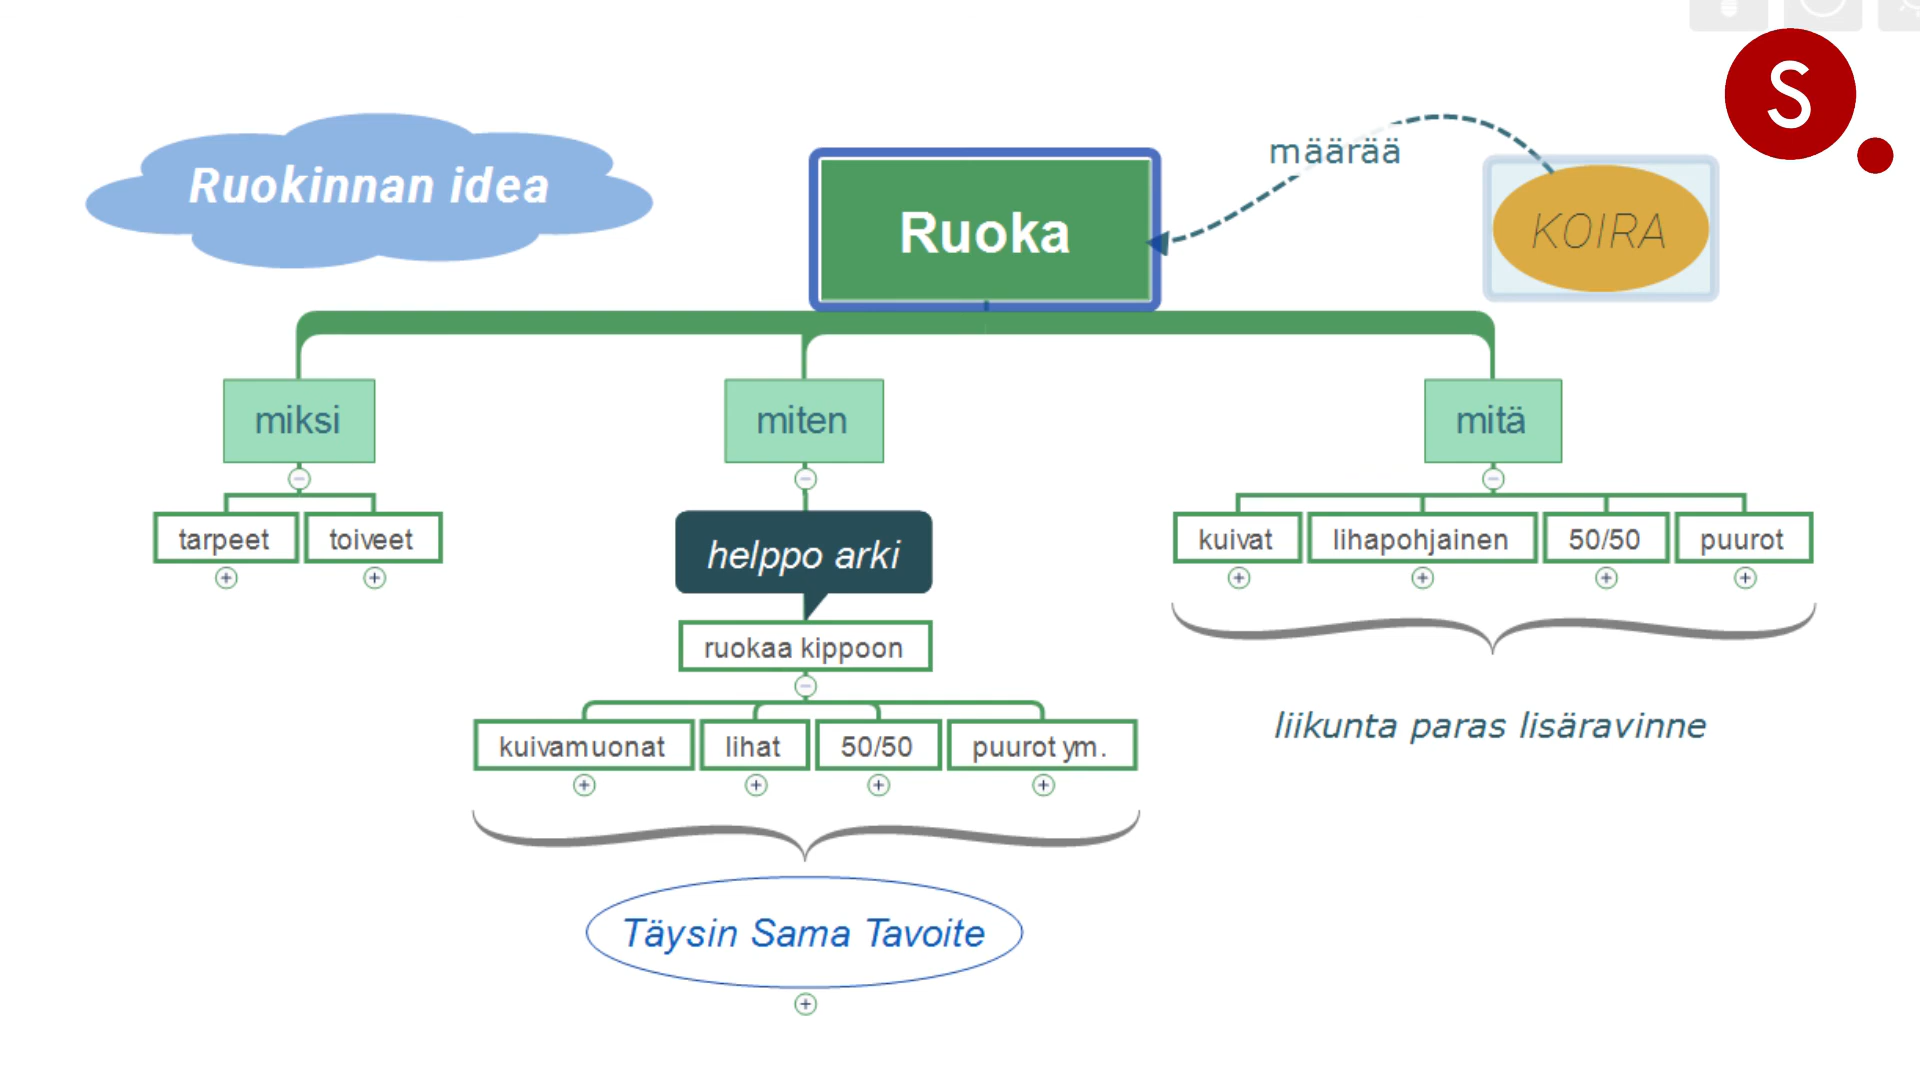 S
Ruokinnan idea
määrää
Ruoka
KOIRA
miksi
miten
mitä
tarpeet
toiveet
helppo arki
kuivat
lihapohjainen
50/50
puurot
ruokaa kippoon
kuivamuonat
lihat
50/50
puurot ym.
liikunta paras lisäravinne
Täysin Sama Tavoite